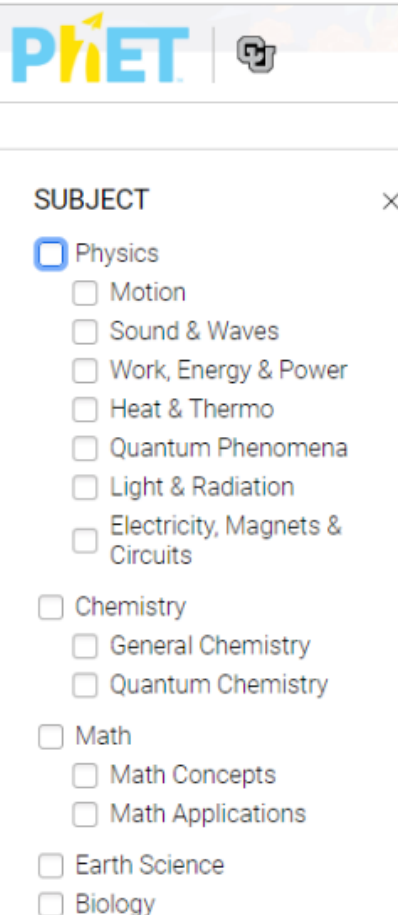 PhET
CU
SUBJECT
Physics
Motion
Sound & Waves
Work, Energy & Power
Heat & Thermo
Quantum Phenomena
Light & Radiation
Electricity, Magnets &
Circuits
Chemistry
General Chemistry
Quantum Chemistry
Math
Math Concepts
Math Applications
Earth Science
Biology